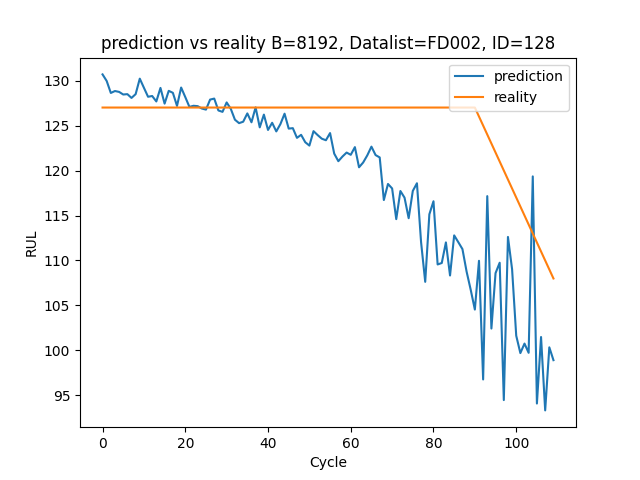 prediction vs reality B=8192, Datalist=FD002, ID=128
prediction
reality
RUL
130
125
120
115
110
105
100
95
0 20 40 60 80 100
Cycle